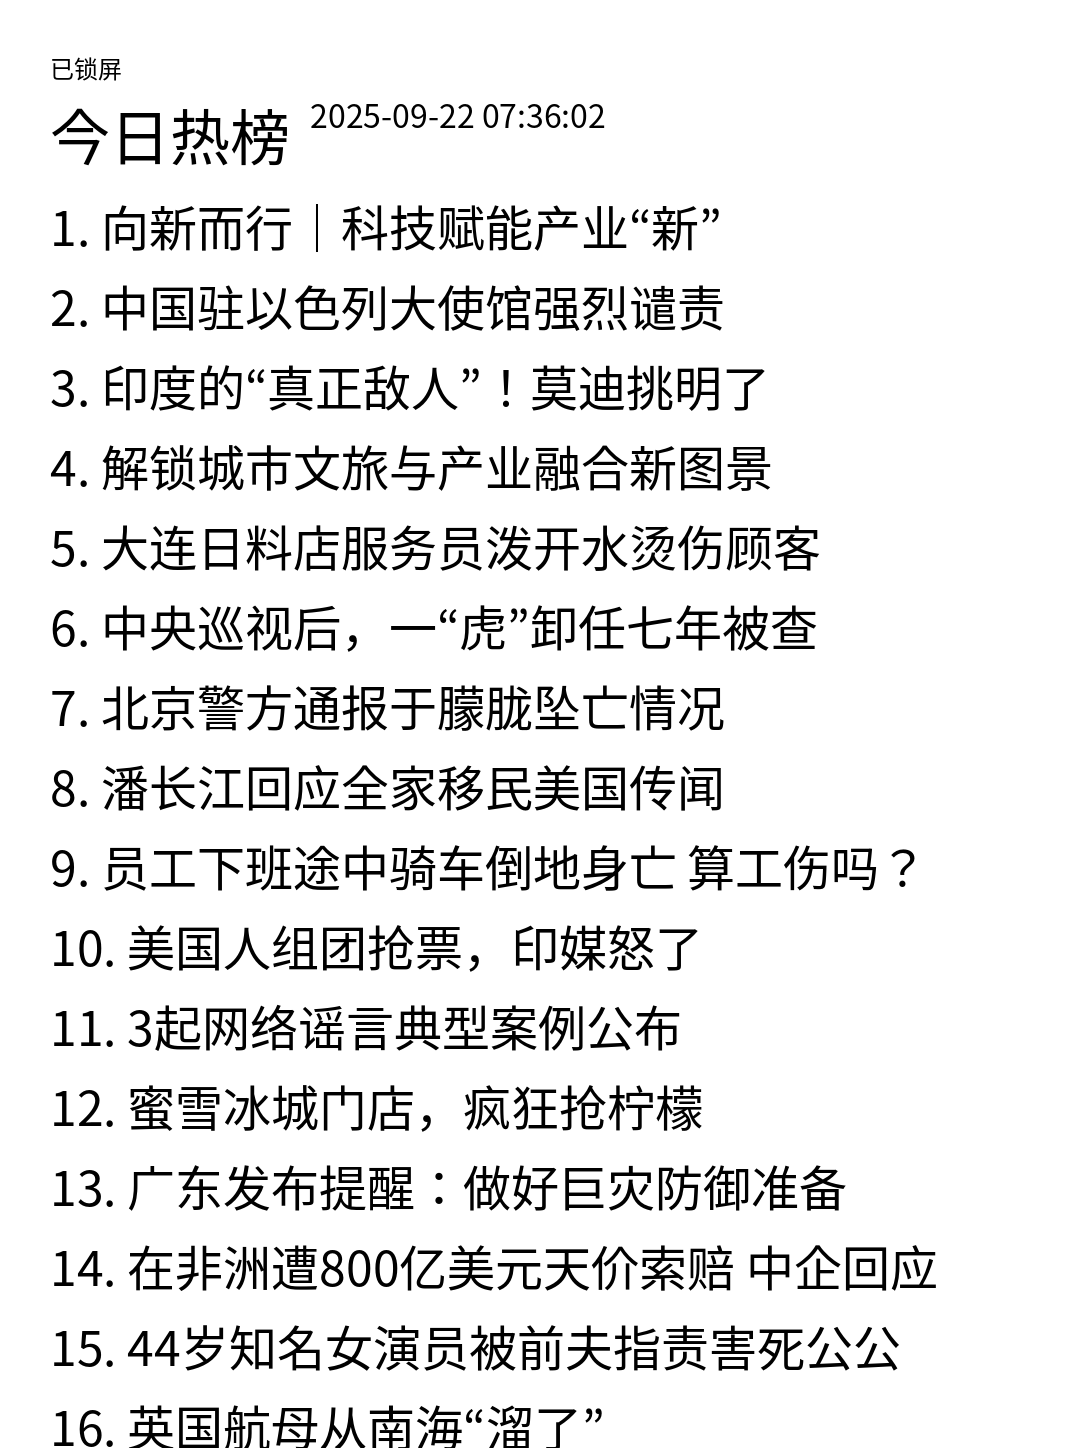 已锁屏
今日热榜 2025-09-22 07:36:02
1. 向新而行｜科技赋能产业“新”
2. 中国驻以色列大使馆强烈谴责
3. 印度的“真正敌人”！莫迪挑明了
4. 解锁城市文旅与产业融合新图景
5. 大连日料店服务员泼开水烫伤顾客
6. 中央巡视后，一“虎”卸任七年被查
7. 北京警方通报于朦胧坠亡情况
8. 潘长江回应全家移民美国传闻
9. 员工下班途中骑车倒地身亡 算工伤吗？
10. 美国人组团抢票，印媒怒了
11. 3起网络谣言典型案例公布
12. 蜜雪冰城门店，疯狂抢柠檬
13. 广东发布提醒：做好巨灾防御准备
14. 在非洲遭800亿美元天价索赔 中企回应
15. 44岁知名女演员被前夫指责害死公公
16. 英国航母从南海“溜了”